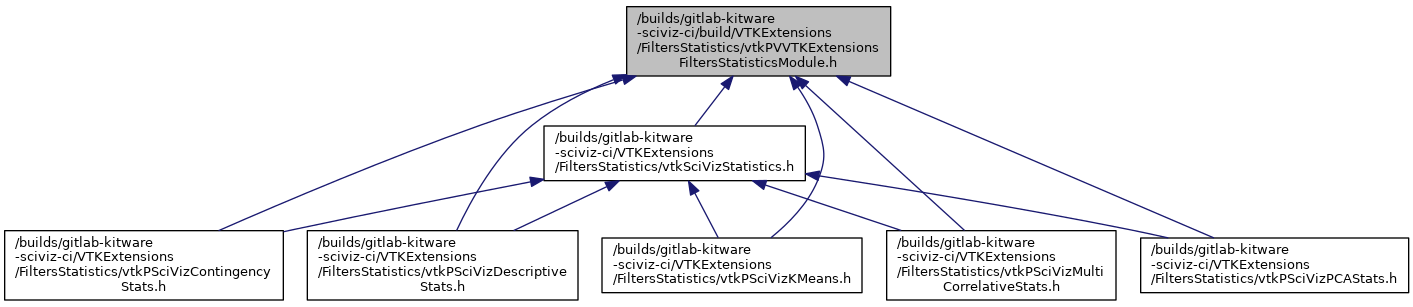 /builds/gitlab-kitware
-sciviz-ci/build/VTKExtensions
/FiltersStatistics/vtkPVVTKExtensions
FiltersStatisticsModule.h
/builds/gitlab-kitware
-sciviz-ci/VTKExtensions
/FiltersStatistics/vtkSciVizStatistics.h
/builds/gitlab-kitware
-sciviz-ci/VTKExtensions
/FiltersStatistics/vtkPSciVizContingency
Stats.h
/builds/gitlab-kitware
-sciviz-ci/VTKExtensions
/FiltersStatistics/vtkPSciVizDescriptive
Stats.h
/builds/gitlab-kitware
-sciviz-ci/VTKExtensions
/FiltersStatistics/vtkPSciVizKMeans.h
/builds/gitlab-kitware
-sciviz-ci/VTKExtensions
/FiltersStatistics/vtkPSciVizMulti
CorrelativeStats.h
/builds/gitlab-kitware
-sciviz-ci/VTKExtensions
/FiltersStatistics/vtkPSciVizPCAStats.h